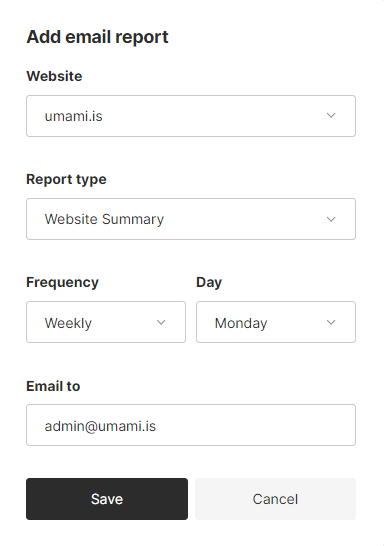 Add email report
Website
umami.is
Report type
Website Summary
Frequency Day
Weekly Monday
Email to
admin@umami.is
Save Cancel